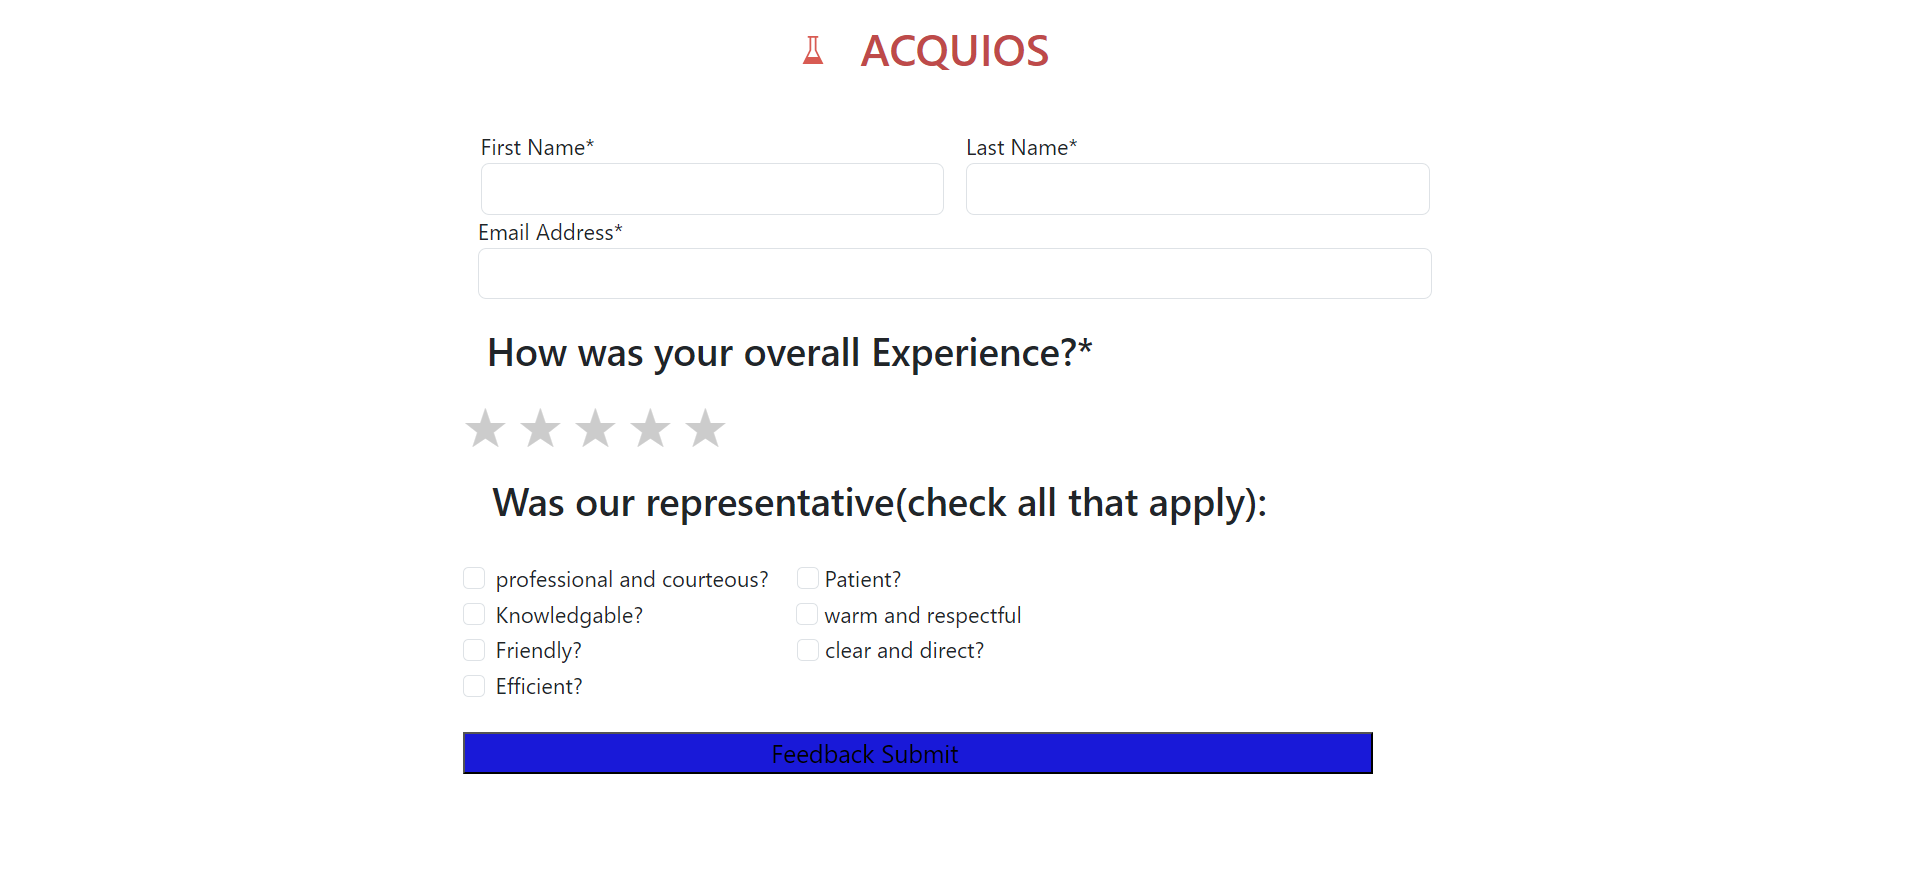 ACQUIOS
First Name* Last Name*
Email Address*
How was your overall Experience?*
Was our representative(check all that apply):
professional and courteous? Patient?
Knowledgable? warm and respectful
Friendly? clear and direct?
Efficient?
Feedback Submit